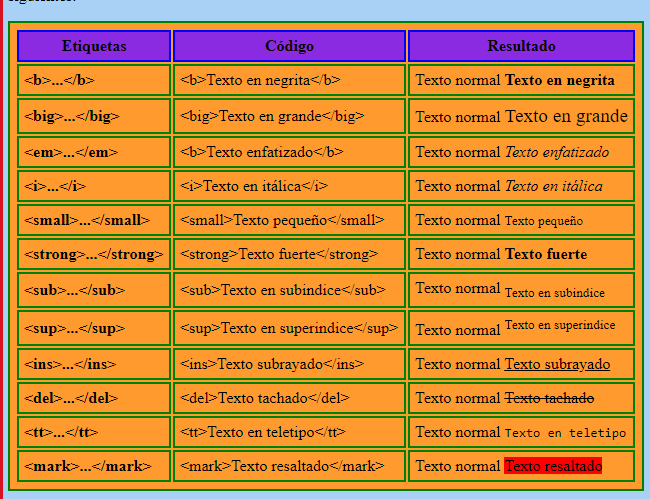 Etiquetas Código Resultado
<b>...</b> <b>Texto en negrita</b> Texto normal Texto en negrita
<big>...</big> <big>Texto en grande</big> Texto normal Texto en grande
<em>...</em> <b>Texto enfatizado</b> Texto normal Texto enfatizado
<i>...</i> <i>Texto en itálica</i> Texto normal Texto en itálica
<small>...</small> <small>Texto pequeño</small> Texto normal Texto pequeño
<strong>...</strong> <strong>Texto fuerte</strong> Texto normal Texto fuerte
<sub>...</sub> <sub>Texto en subindice</sub> Texto normal Texto en subindice
<sup>...</sup> <sup>Texto en superindice</sup> Texto normal Texto en superindice
<ins>...</ins> <ins>Texto subrayado</ins> Texto normal Texto subrayado
<del>...</del> <del>Texto tachado</del> Texto normal Texto tachado
<tt>...</tt> <tt>Texto en teletipo</tt> Texto normal Texto en teletipo
<mark>...</mark> <mark>Texto resaltado</mark> Texto normal Texto resaltado